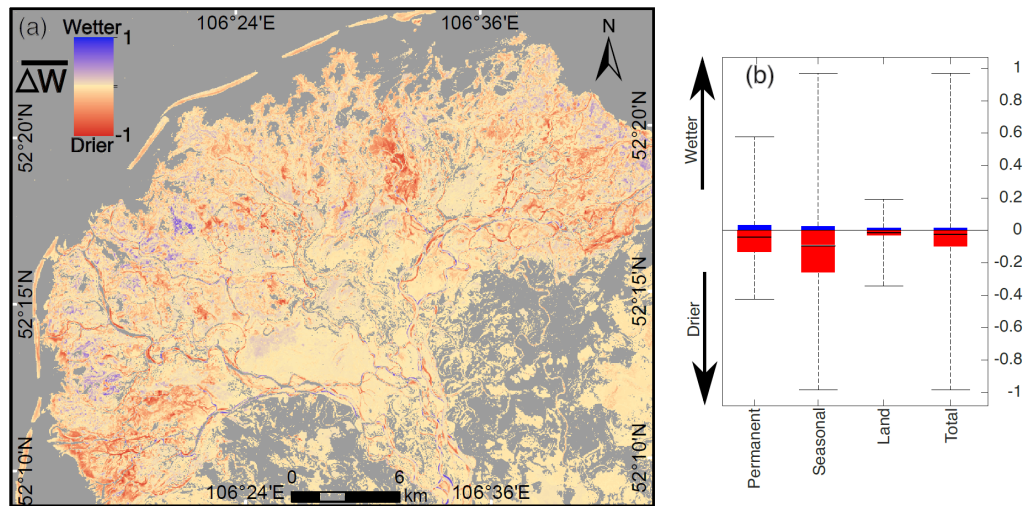 (a)
Wetter
1
ΔW
-1
Drier
106°24'E
106°36'E
N
52°20'N
52°20'N
52°15'N
52°15'N
52°10'N
52°10'N
106°24'E
0
6
km
106°36'E
(b)
Wetter
Drier
1
0.8
0.6
0.4
0.2
0
-0.2
-0.4
-0.6
-0.8
-1
Permanent
Seasonal
Land
Total